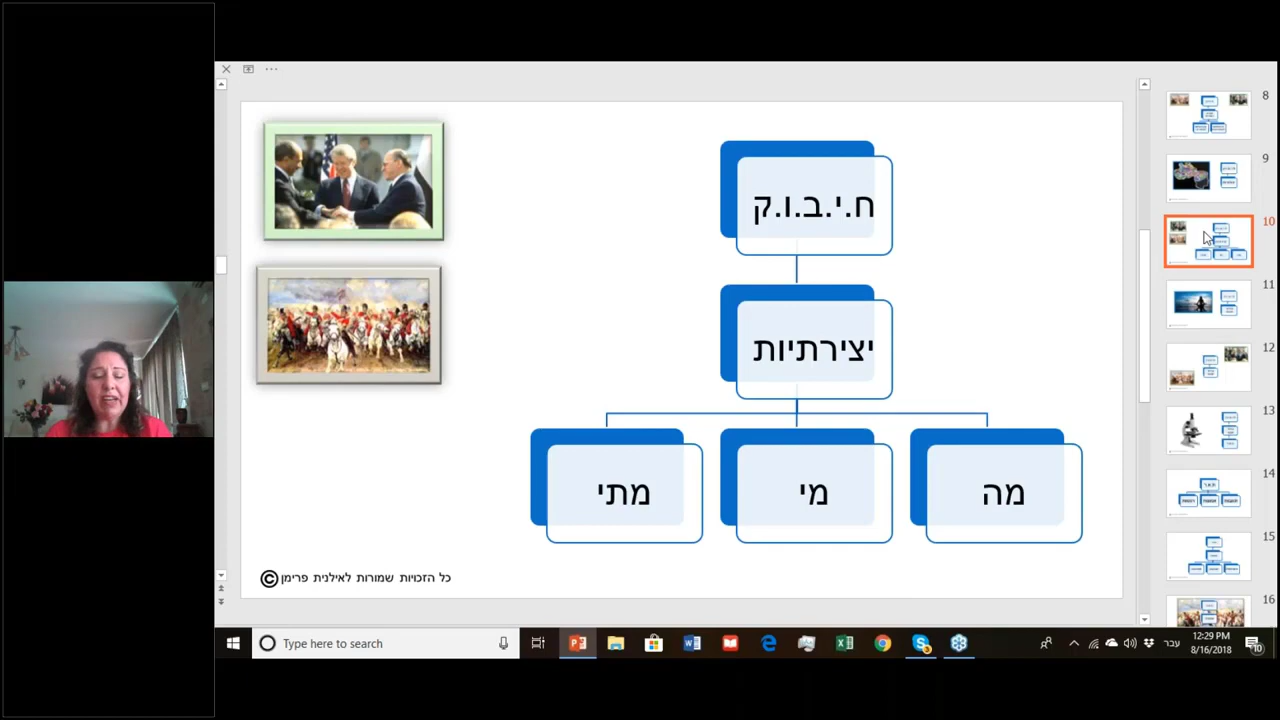 ח.י.ב.ו.ק
יצירתיות
מה
מי
מתי
כל הזכויות שמורות לאילנית פרימן ©
8
9
10
11
12
13
14
15
16
Type here to search
עבר
12:29 PM
8/16/2018
10